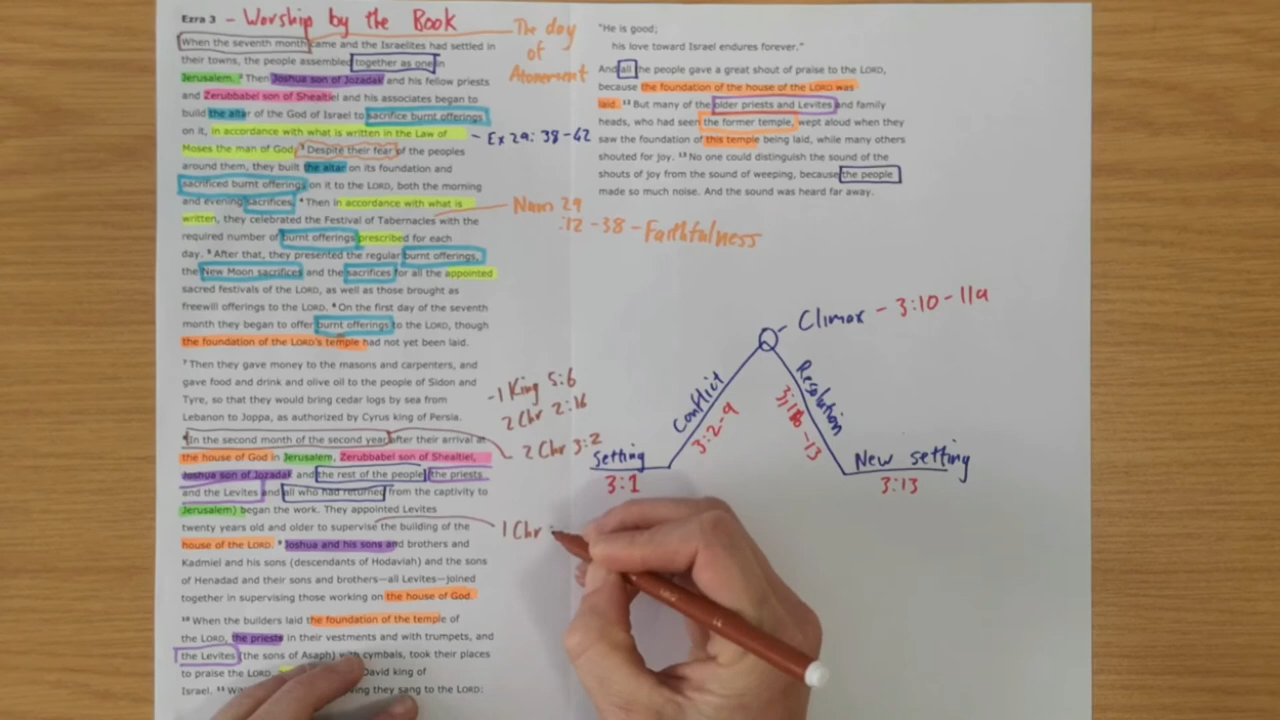 Ezra 3 - Worship by the Book
When the seventh month came and the Israelites had settled in
their towns, the people assembled together as one in
Jerusalem. 2 Then Joshua son of Jozadak and his fellow priests
and Zerubbabel son of Shealtiel and his associates began to
build the altar of the God of Israel to sacrifice burnt offerings
on it, in accordance with what is written in the Law of
Moses the man of God. 3 Despite their fear of the peoples
around them, they built the altar on its foundation and
sacrificed burnt offerings on it to the LORD, both the morning
and evening sacrifices. 4 Then in accordance with what is
written, they celebrated the Festival of Tabernacles with the
required number of burnt offerings prescribed for each
day. 5 After that, they presented the regular burnt offerings,
the New Moon sacrifices and the sacrifices for all the appointed
sacred festivals of the LORD, as well as those brought as
freewill offerings to the LORD. 6 On the first day of the seventh
month they began to offer burnt offerings to the LORD, though
the foundation of the LORD's temple had not yet been laid.
7 Then they gave money to the masons and carpenters, and
gave food and drink and olive oil to the people of Sidon and
Tyre, so that they would bring cedar logs by sea from
Lebanon to Joppa, as authorized by Cyrus king of Persia.
8 In the second month of the second year after their arrival at
the house of God in Jerusalem, Zerubbabel son of Shealtiel,
Joshua son of Jozadak and the rest of the people (the priests
and the Levites and all who had returned from the captivity to
Jerusalem) began the work. They appointed Levites
twenty years old and older to supervise the building of the
house of the LORD. 9 Joshua and his sons and brothers and
Kadmiel and his sons (descendants of Hodaviah) and the sons
of Henadad and their sons and brothers—all Levites—joined
together in supervising those working on the house of God.
10 When the builders laid the foundation of the temple of
the LORD, the priests in their vestments and with trumpets, and
the Levites (the sons of Asaph) with cymbals, took their places
to praise the LORD, David king of
Israel. 11 ving they sang to the LORD:
The day
of
Atonement
- Ex 29:38-42
Num 29
:12-38 - Faithfulness
-1 King 5:6
2 Chr 2:16
2 Chr 3:2
1 Chr
"He is good;
his love toward Israel endures forever."
And all the people gave a great shout of praise to the LORD,
because the foundation of the house of the LORD was
laid. 12 But many of the older priests and Levites and family
heads, who had seen the former temple, wept aloud when they
saw the foundation of this temple being laid, while many others
shouted for joy. 13 No one could distinguish the sound of the
shouts of joy from the sound of weeping, because the people
made so much noise. And the sound was heard far away.
Climax - 3:10-11a
Conflict
3:2-9
Resolution
Setting
3:1
New setting
3:13